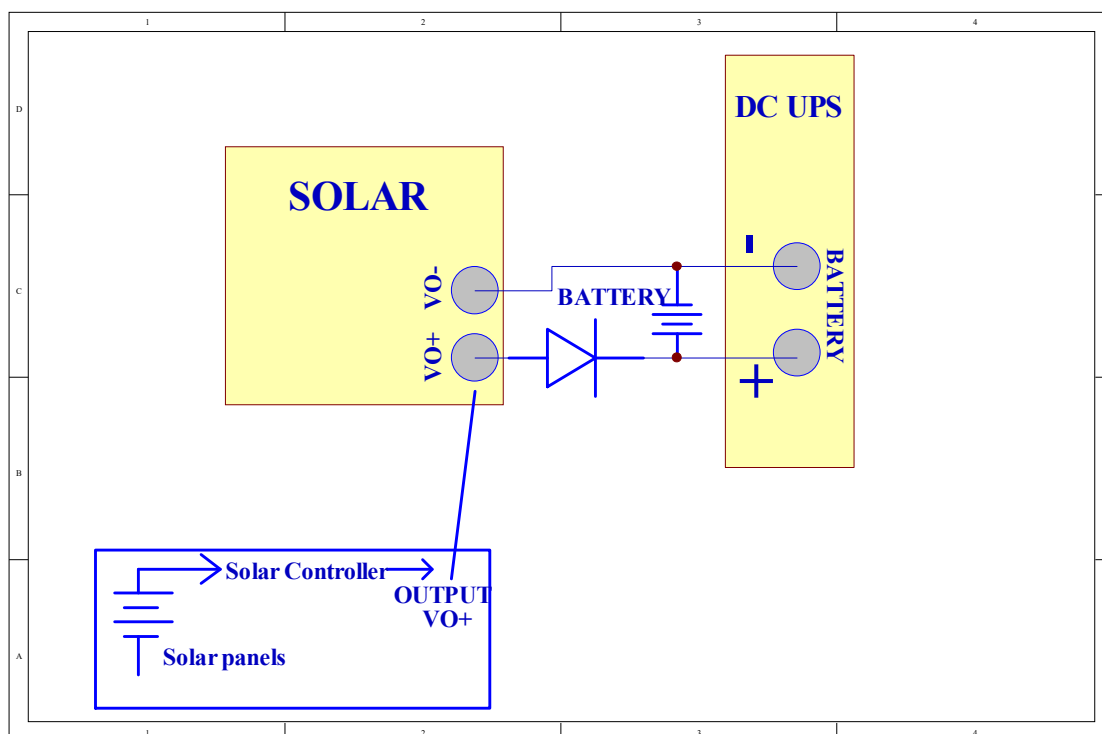 1 2 3 4
D
DC UPS
SOLAR
-
C
VO-
BATTERY
BATTERY
VO+
+
B
Solar Controller
OUTPUT
VO+
A
Solar panels
1 2 3 4